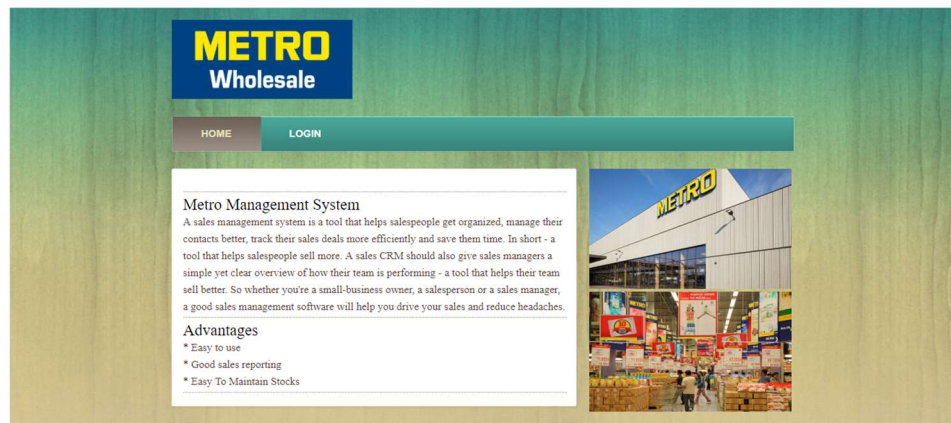 METRO
Wholesale
HOME
LOGIN
Metro Management System
A sales management system is a tool that helps salespeople get organized, manage their
contacts better, track their sales deals more efficiently and save them time. In short - a
tool that helps salespeople sell more. A sales CRM should also give sales managers a
simple yet clear overview of how their team is performing - a tool that helps their team
sell better. So whether you're a small-business owner, a salesperson or a sales manager,
a good sales management software will help you drive your sales and reduce headaches.
Advantages
* Easy to use
* Good sales reporting
* Easy To Maintain Stocks
METRO